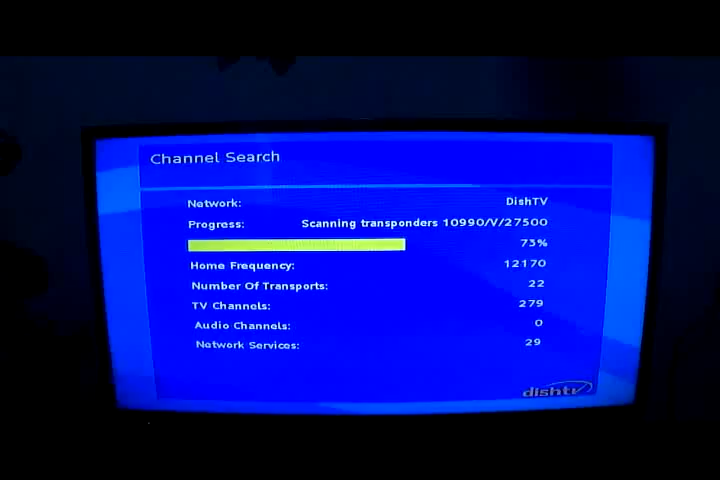 Channel Search
Network: DishTV
Progress: Scanning transponders 10990/V/27500
73%
Home Frequency: 12170
Number Of Transports: 22
TV Channels: 279
Audio Channels: 0
Network Services: 29
dishtv